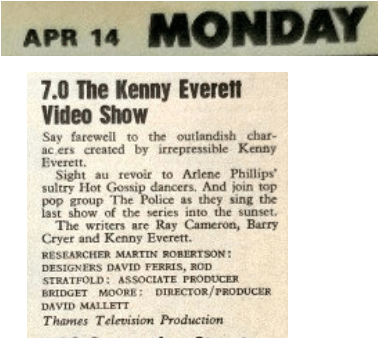 APR 14 MONDAY
7.0 The Kenny Everett
Video Show
Say farewell to the outlandish char-
ac ers created by irrepressible Kenny
Everett.
Sight au revoir to Arlene Phillips'
sultry Hot Gossip dancers. And join top
pop group The Police as they sing the
last show of the series into the sunset.
The writers are Ray Cameron, Barry
Cryer and Kenny Everett.
RESEARCHER MARTIN ROBERTSON:
DESIGNERS DAVID FERRIS, ROD
STRATFOLD: ASSOCIATE PRODUCER
BRIDGET MOORE: DIRECTOR/PRODUCER
DAVID MALLETT
Thames Television Production